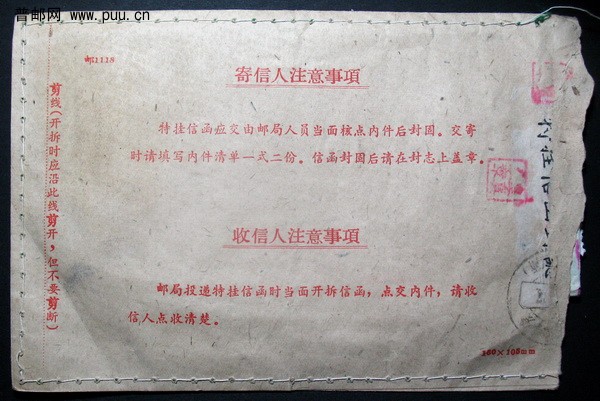 普邮网
www.puu.cn
邮1118
寄信人注意事項
特挂信函应交由邮局人员当面核点内件后封固。交寄
时请填写内件清单一式二份。信函封固后请在封志上盖章。
收信人注意事項
邮局投递特挂信函时当面开拆信函，点交内件，请收
信人点收清楚。
剪线（开拆时应沿此线剪开，但不要剪断）